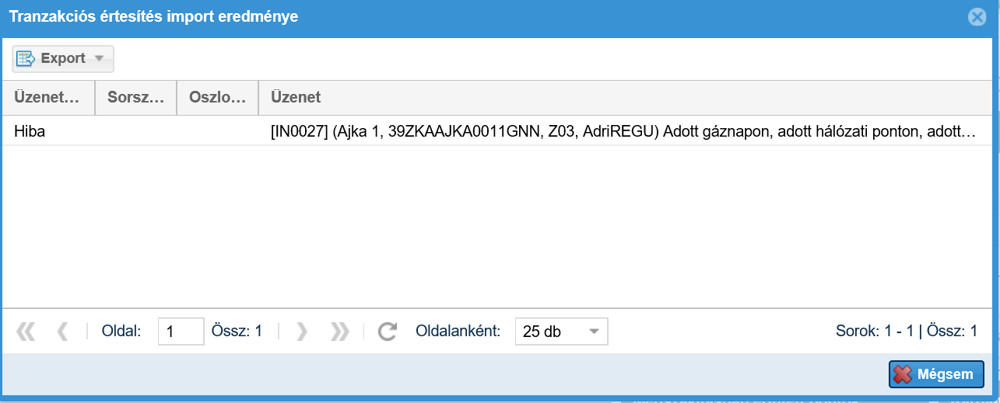 Tranzakciós értesítés import eredménye
Export
Üzenet... Sorsz... Oszlo... Üzenet
Hiba [IN0027] (Ajka 1, 39ZKAAJKA0011GNN, Z03, AdriREGU) Adott gáznapon, adott hálózati ponton, adott...
Oldal: 1 Össz: 1 Oldalanként: 25 db Sorok: 1 - 1 | Össz: 1
Mégsem